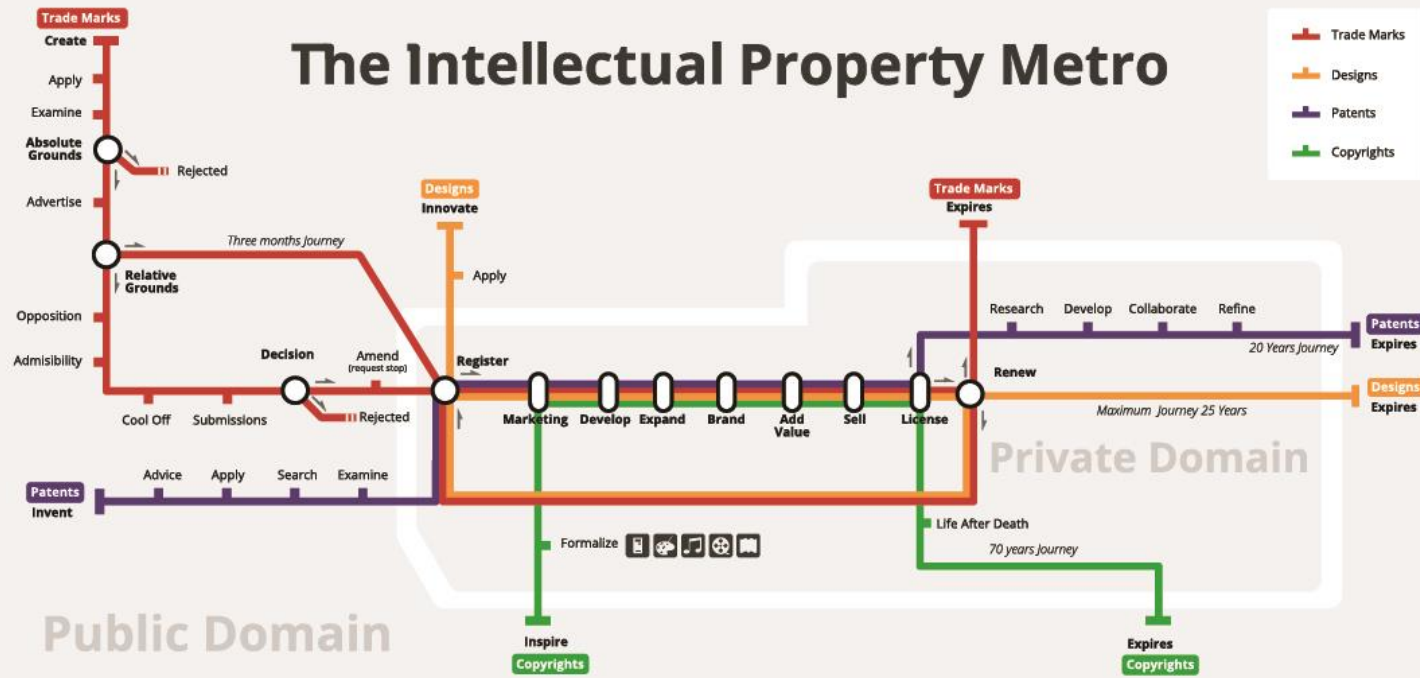 Trade Marks
Create
Apply
Examine
Absolute
Grounds
Rejected
Advertise
Three months Journey
Relative
Grounds
Opposition
Admisibility
Cool Off
Submissions
Decision
Rejected
Amend
(request stop)
The Intellectual Property Metro
Trade Marks
Designs
Patents
Copyrights
Designs
Innovate
Apply
Register
Marketing
Develop
Expand
Brand
Add
Value
Sell
License
Renew
Trade Marks
Expires
Research
Develop
Collaborate
Refine
20 Years Journey
Patents
Expires
Designs
Expires
Maximum Journey 25 Years
Private Domain
Patents
Invent
Advice
Apply
Search
Examine
Formalize
Life After Death
70 years Journey
Public Domain
Inspire
Copyrights
Expires
Copyrights